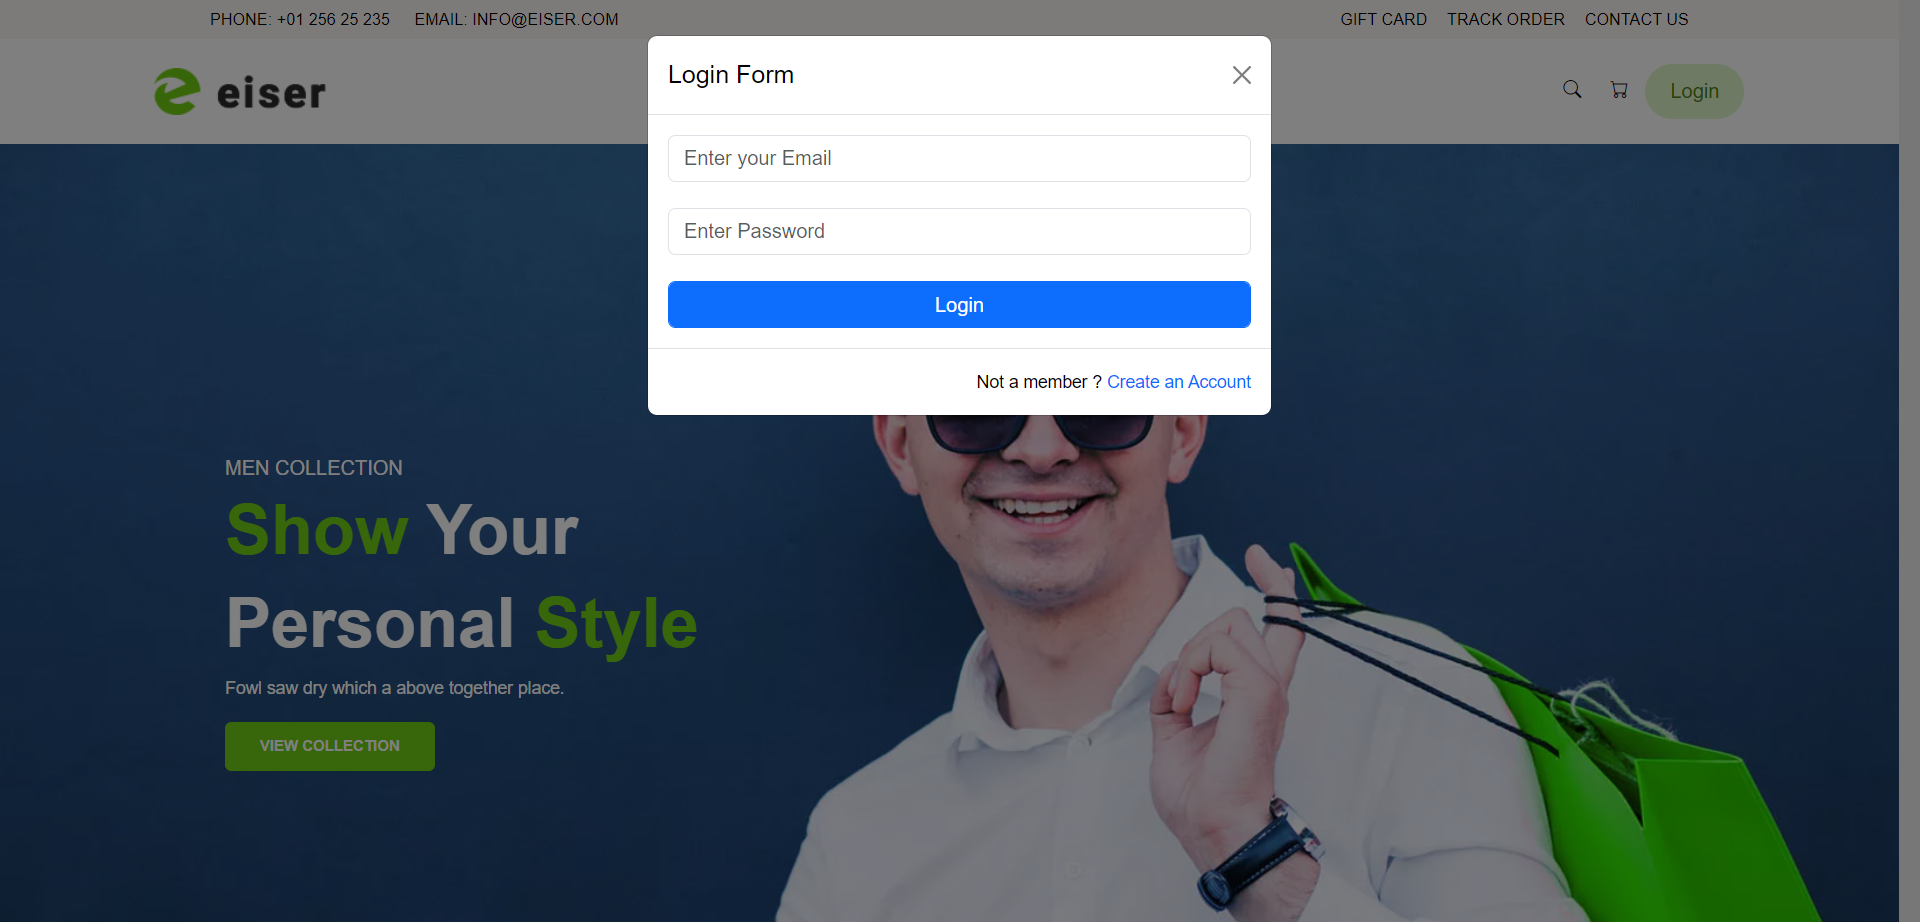 PHONE: +01 256 25 235 EMAIL: INFO@EISER.COM GIFT CARD TRACK ORDER CONTACT US
eiser
Login
Login Form
Enter your Email
Enter Password
Login
Not a member ? Create an Account
MEN COLLECTION
Show Your
Personal Style
Fowl saw dry which a above together place.
VIEW COLLECTION